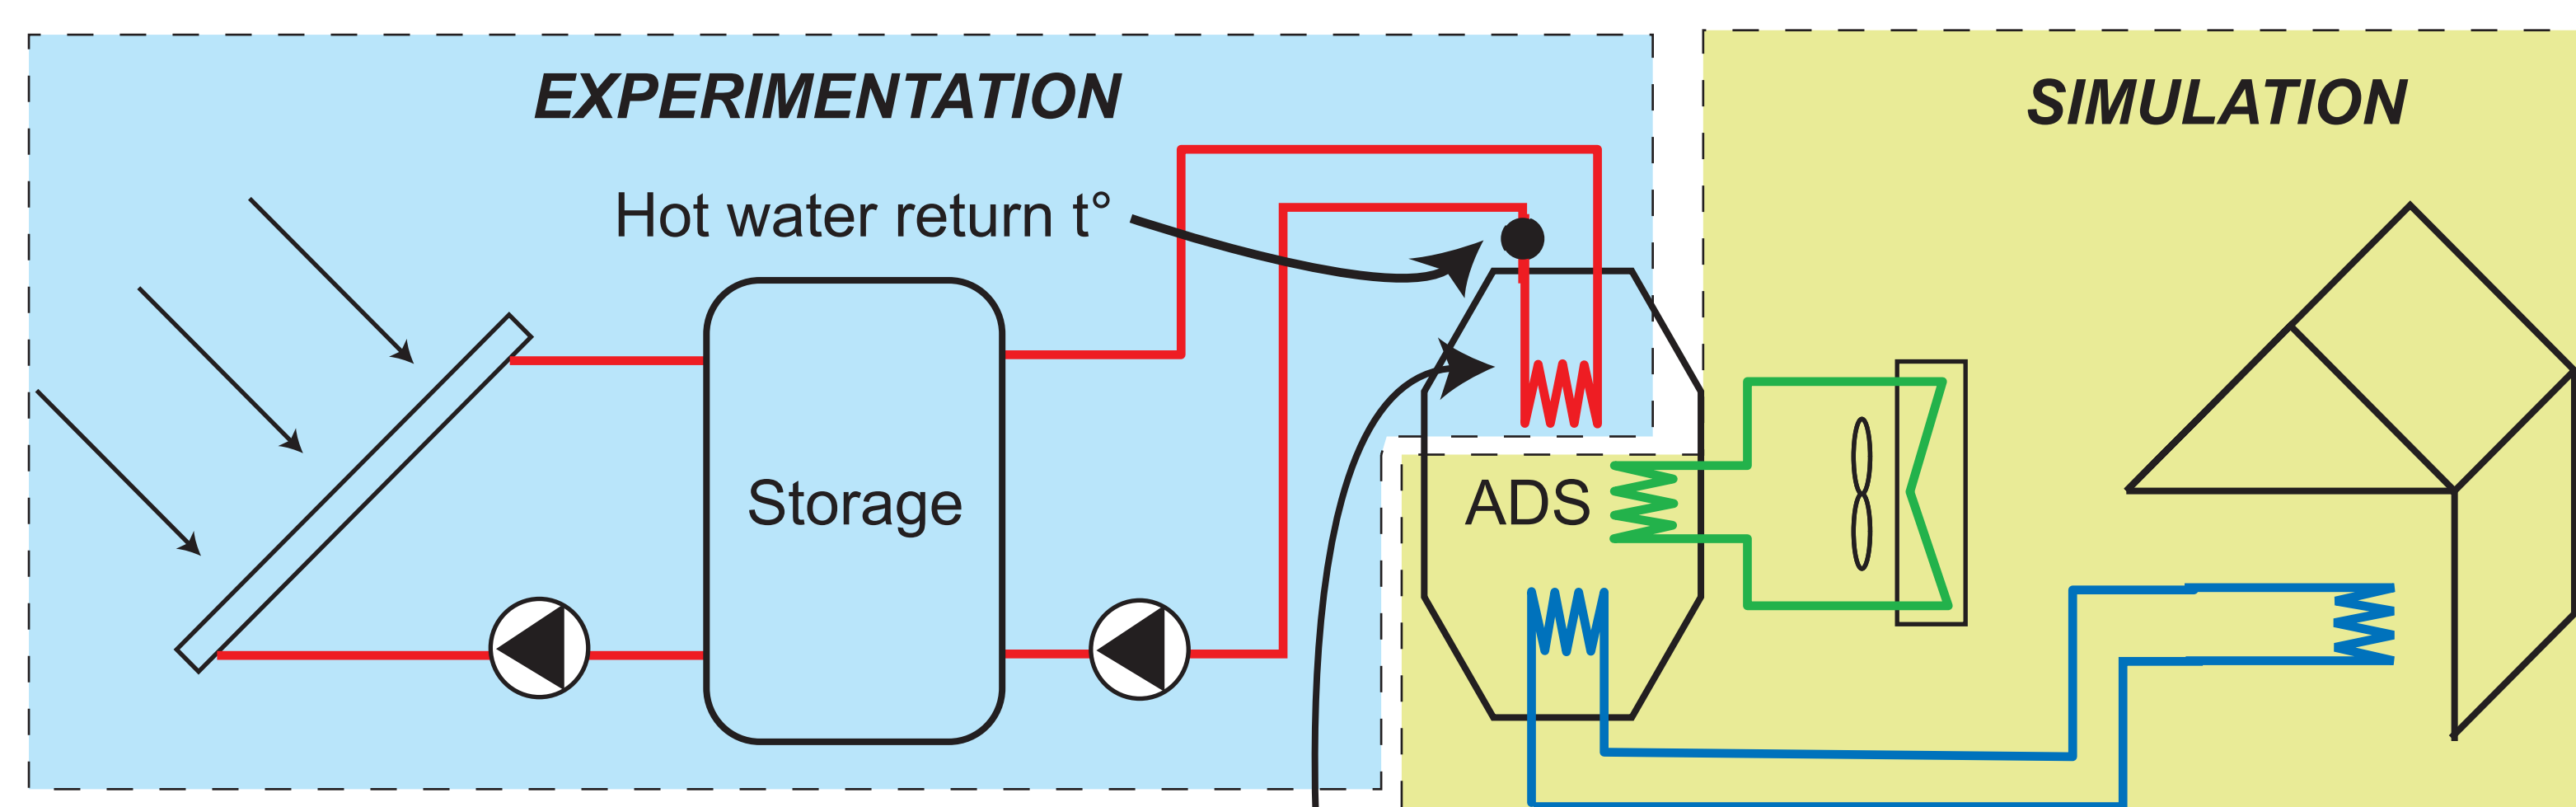 EXPERIMENTATION
SIMULATION
Hot water return t°
Storage
ADS